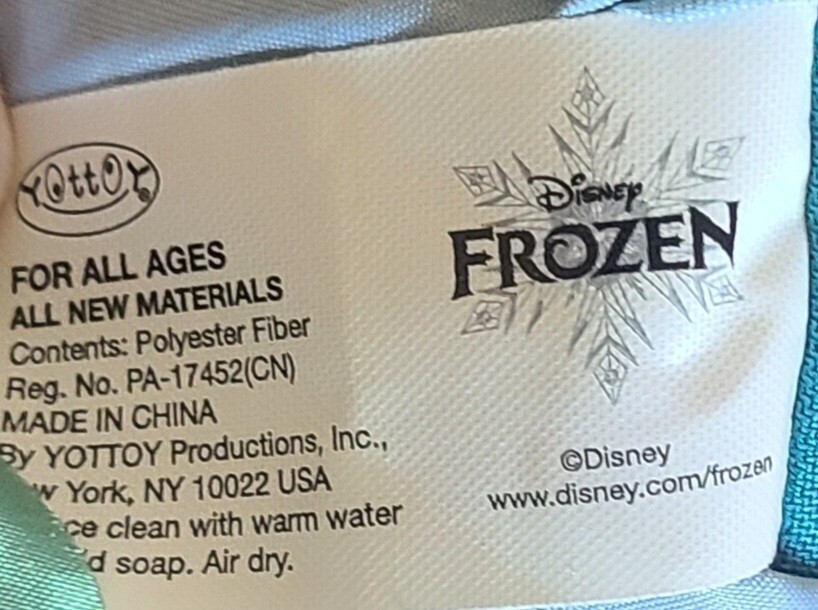 YOttOY
FOR ALL AGES
ALL NEW MATERIALS
Contents: Polyester Fiber
Reg. No. PA-17452(CN)
MADE IN CHINA
By YOTTOY Productions, Inc.,
w York, NY 10022 USA
ce clean with warm water
d soap. Air dry.
Disney
FROZEN
©Disney
www.disney.com/frozen